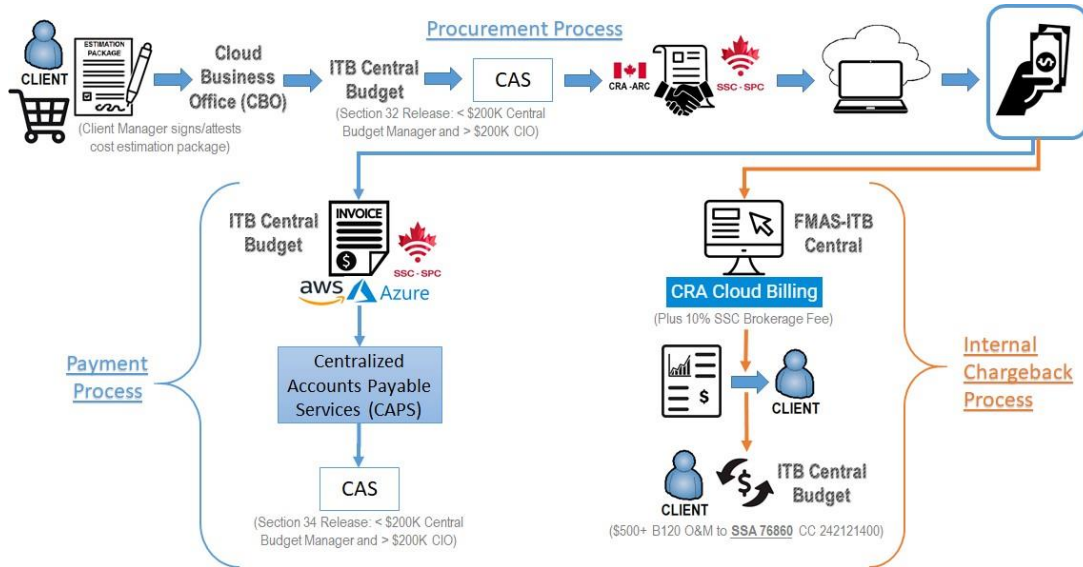 Procurement Process
CLIENT
ESTIMATION
PACKAGE
(Client Manager signs/attests
cost estimation package)
Cloud
Business
Office (CBO)
ITB Central
Budget
CAS
(Section 32 Release: < $200K Central
Budget Manager and > $200K CIO)
CRA -ARC
SSC - SPC
$
Payment
Process
ITB Central
Budget
INVOICE
$
SSC - SPC
aws
Azure
Centralized
Accounts Payable
Services (CAPS)
CAS
(Section 34 Release: < $200K Central
Budget Manager and > $200K CIO)
FMAS-ITB
Central
CRA Cloud Billing
(Plus 10% SSC Brokerage Fee)
$
CLIENT
CLIENT
$
ITB Central
Budget
($500+ B120 O&M to SSA 76860 CC 242121400)
Internal
Chargeback
Process